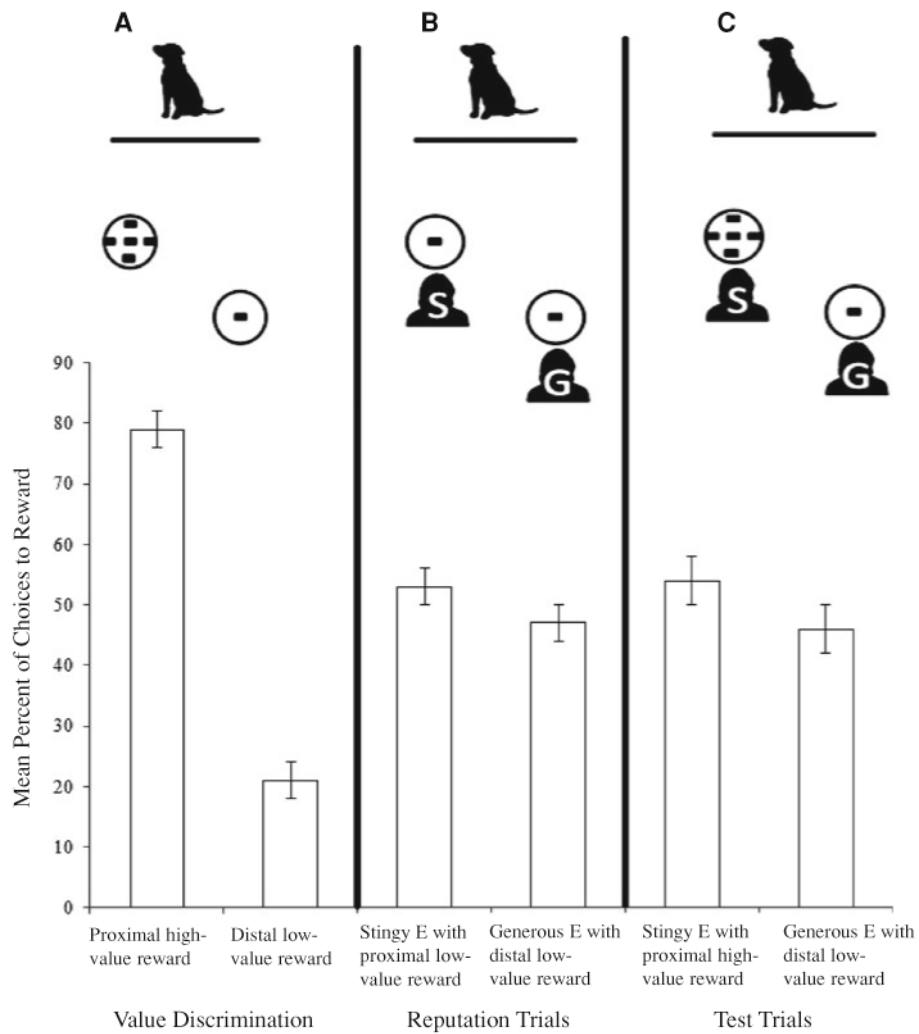 A
B
C
S
G
S
G
Mean Percent of Choices to Reward
90
80
70
60
50
40
30
20
10
0
Proximal high-
value reward
Distal low-
value reward
Stingy E with
proximal low-
value reward
Generous E with
distal low-
value reward
Stingy E with
proximal high-
value reward
Generous E with
distal low-
value reward
Value Discrimination
Reputation Trials
Test Trials